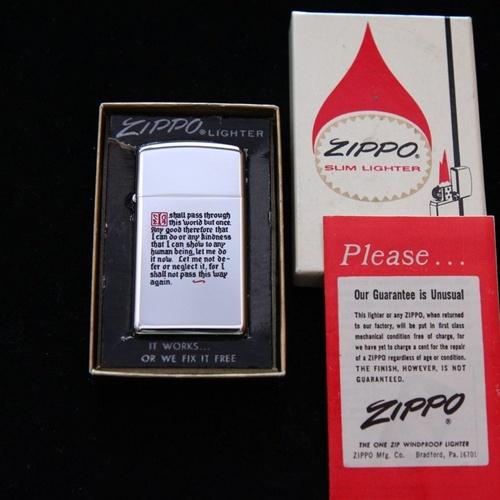 ZIPPO® LIGHTER
I shall pass through
this world but once.
Any good therefore that
I can do or any kindness
that I can show to any
human being, let me do
it now. Let me not de-
fer or neglect it, for I
shall not pass this way
again.
IT WORKS...
OR WE FIX IT FREE
ZIPPO®
SLIM LIGHTER
Please...
Our Guarantee is Unusual
This lighter or any ZIPPO, when returned
to our factory, will be put in first class
mechanical condition free of charge, for
we have yet to charge a cent for the repair
of a ZIPPO regardless of age or condition.
THE FINISH, HOWEVER, IS NOT
GUARANTEED.
ZIPPO®
THE ONE ZIP WINDPROOF LIGHTER
ZIPPO Mfg. Co. Bradford, Pa. 16701